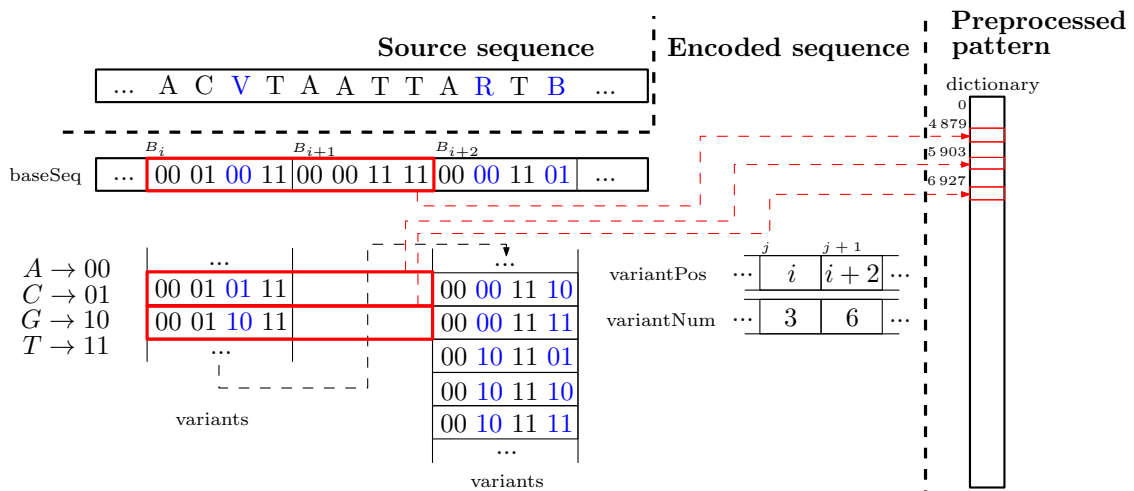 Source sequence
Encoded sequence
Preprocessed
pattern
... A C V T A A T T A R T B ...
dictionary
0
4 879
5 903
6 927
B_i B_{i+1} B_{i+2}
baseSeq ... 00 01 00 11 00 00 11 11 00 00 11 01 ...
A → 00
C → 01
G → 10
T → 11
...
00 01 01 11
00 01 10 11
...
variants
...
00 00 11 10
00 00 11 11
00 10 11 01
00 10 11 10
00 10 11 11
...
variants
j j + 1
variantPos ... i i + 2 ...
variantNum ... 3 6 ...